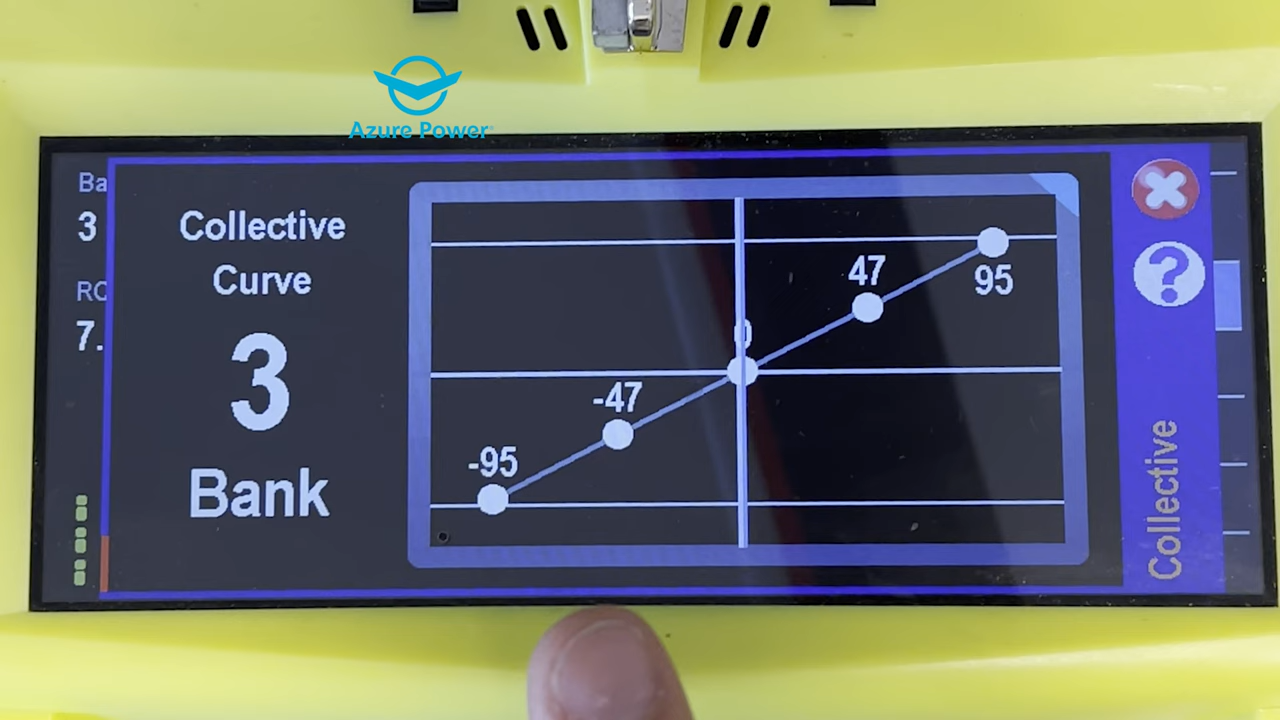 Azure Power
Ba
3
RC
7.
Collective
Curve
3
Bank
-95
-47
0
47
95
?
Collective